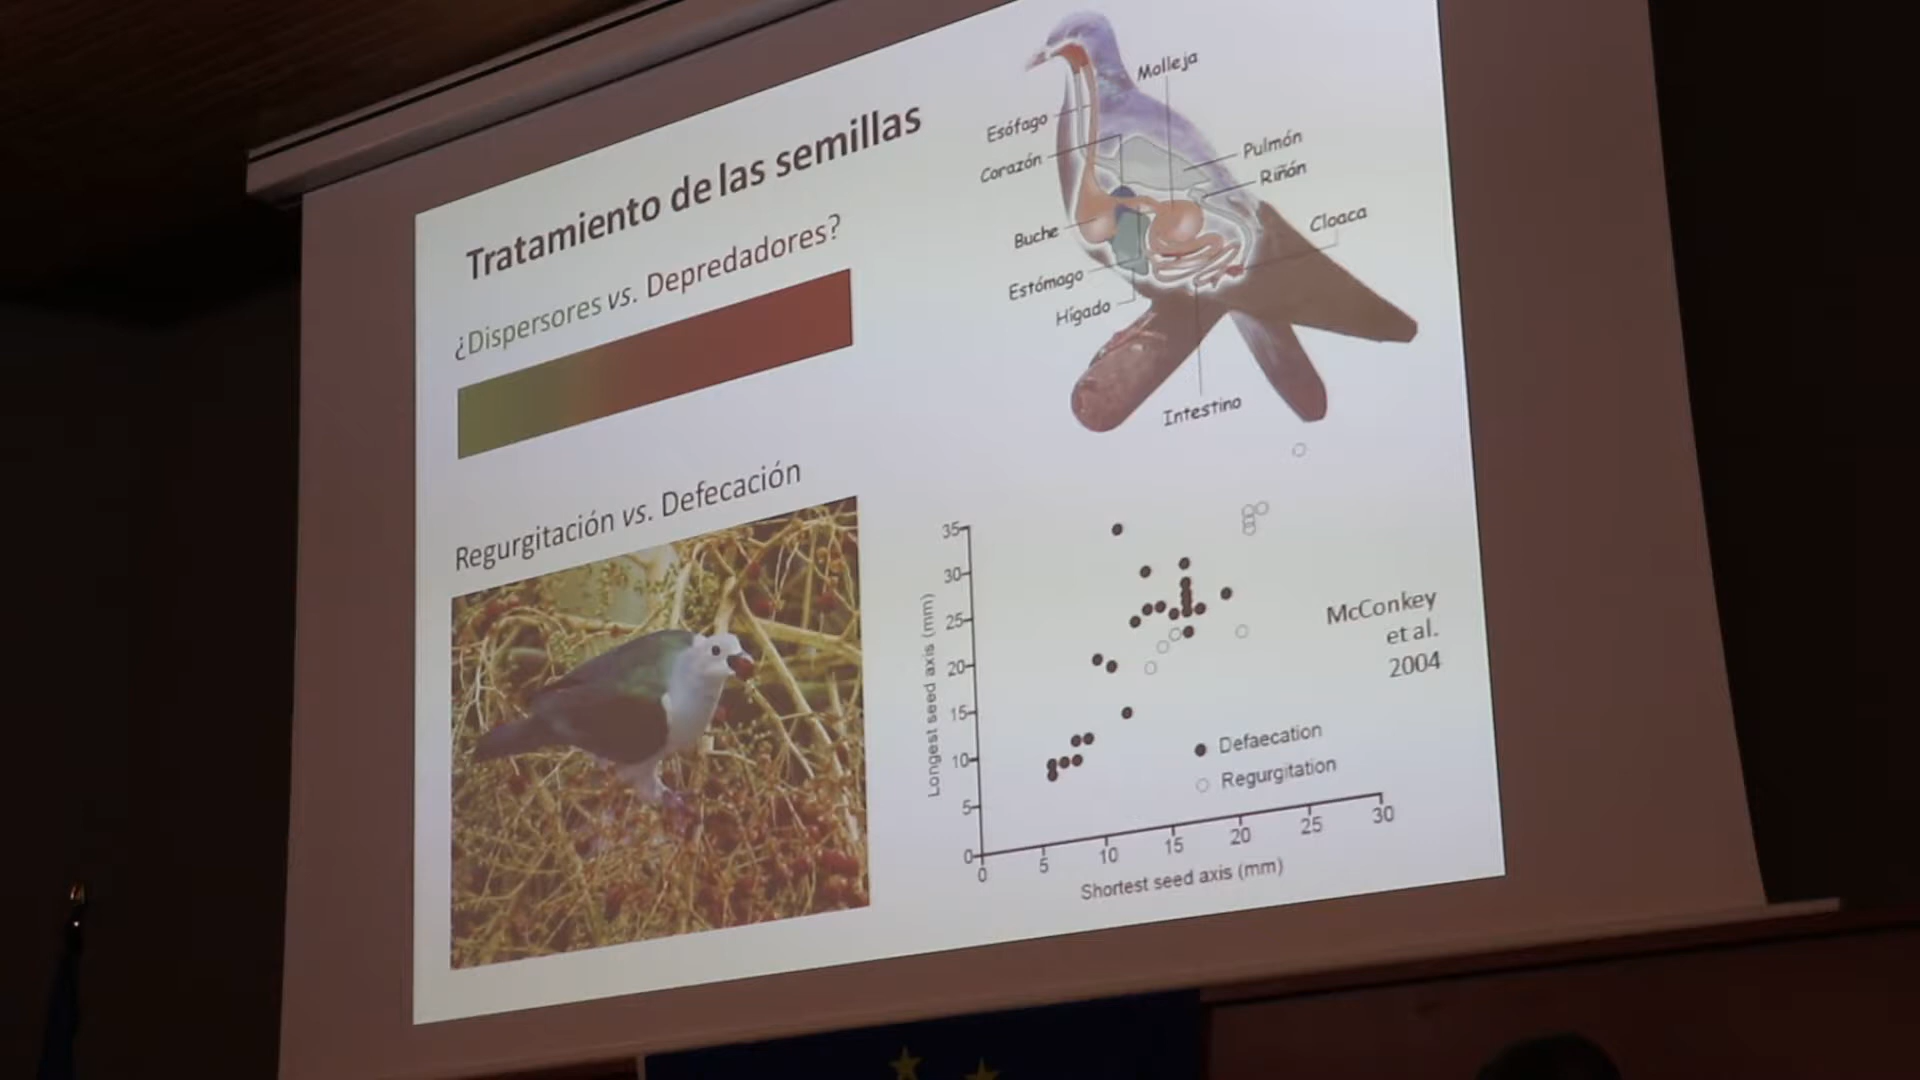 Tratamiento de las semillas
¿Dispersores vs. Depredadores?
Regurgitación vs. Defecación
Molleja
Esófago
Pulmón
Corazón
Riñón
Cloaca
Buche
Estómago
Hígado
Intestino
35
30
25
20
15
10
5
0
Longest seed axis (mm)
McConkey
et al.
2004
Defaecation
Regurgitation
0
5
10
15
20
25
30
Shortest seed axis (mm)